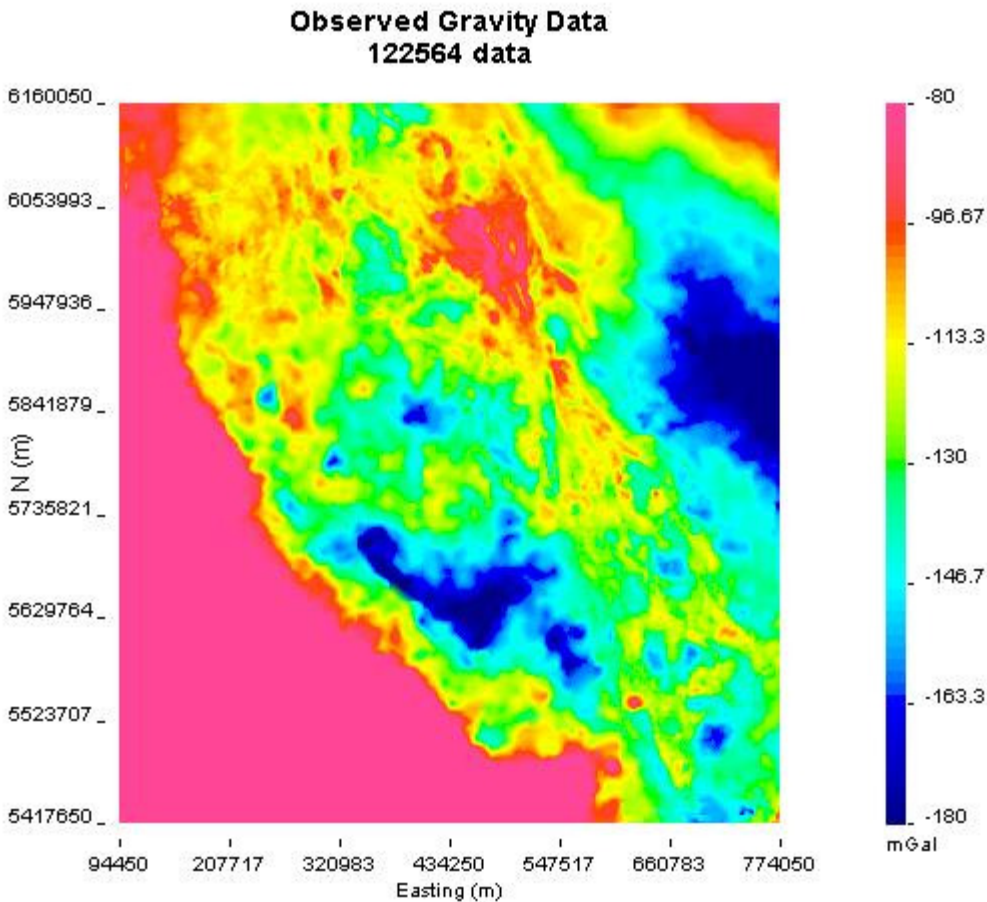 Observed Gravity Data
122564 data
6160050
6053993
5947936
5841879
5735821
5629764
5523707
5417650
N (m)
94450 207717 320983 434250 547517 660783 774050
Easting (m)
-80
-96.67
-113.3
-130
-146.7
-163.3
-180
mGal